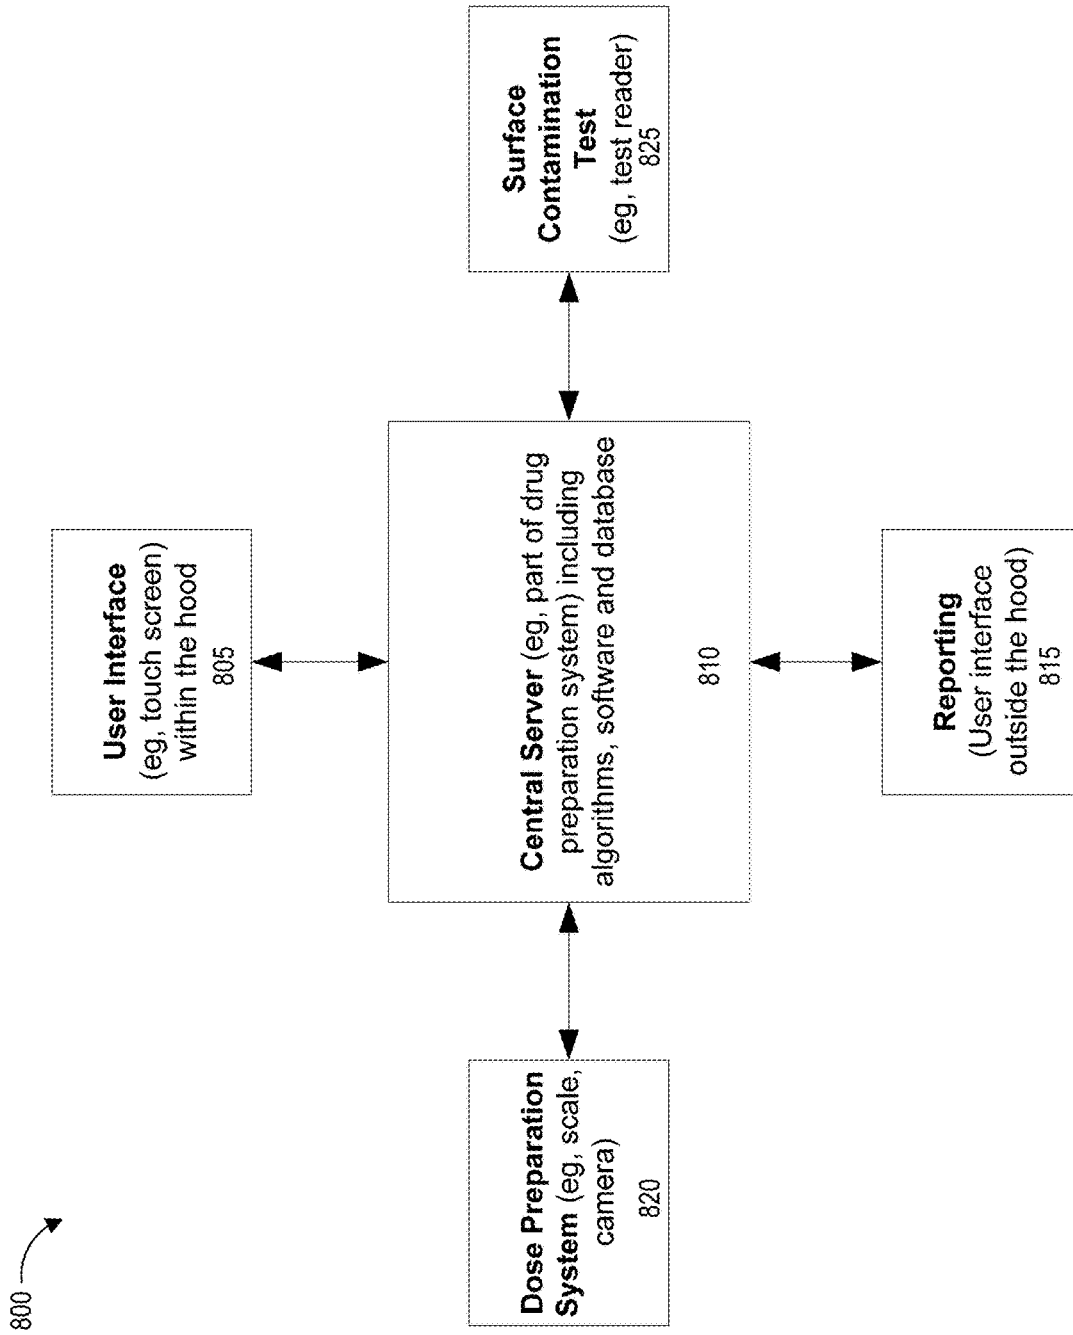 800
User Interface
(eg, touch screen)
within the hood
805
Dose Preparation
System (eg, scale,
camera)
820
Central Server (eg, part of drug
preparation system) including
algorithms, software and database
810
Surface
Contamination
Test
(eg, test reader)
825
Reporting
(User interface
outside the hood)
815